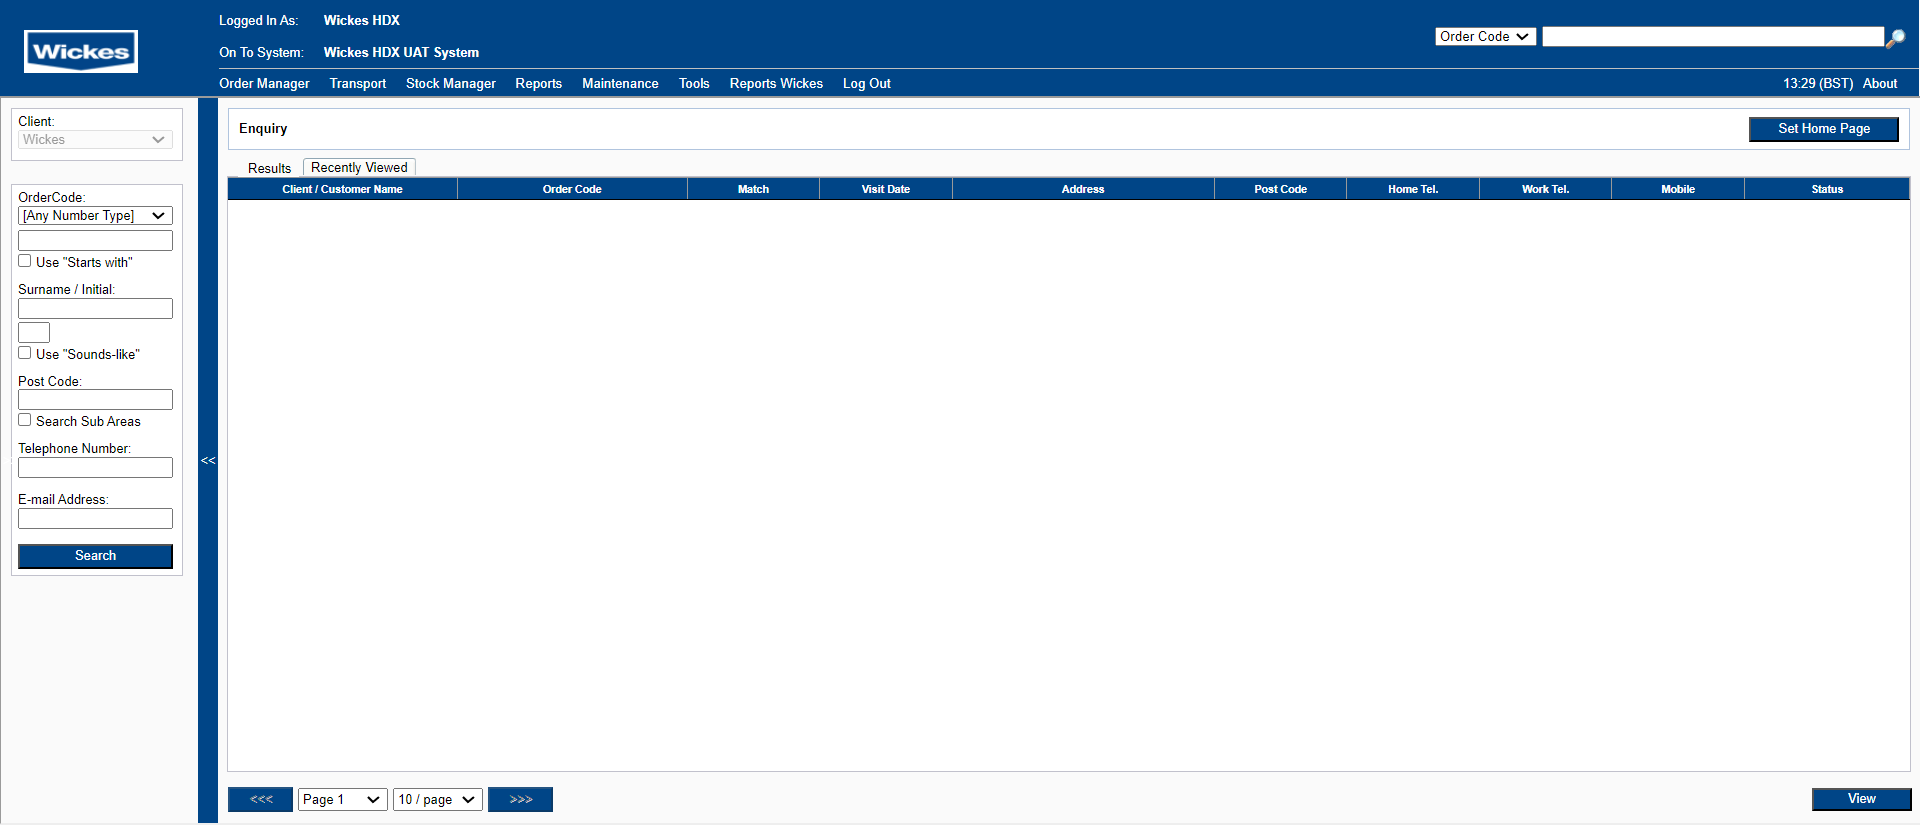 Wickes
Logged In As: Wickes HDX
On To System: Wickes HDX UAT System
Order Code
Order Manager Transport Stock Manager Reports Maintenance Tools Reports Wickes Log Out 13:29 (BST) About
Client:
Wickes
OrderCode:
[Any Number Type]
Use "Starts with"
Surname / Initial:
Use "Sounds-like"
Post Code:
Search Sub Areas
Telephone Number:
E-mail Address:
Search
<<
Enquiry Set Home Page
Results Recently Viewed
Client / Customer Name Order Code Match Visit Date Address Post Code Home Tel. Work Tel. Mobile Status
<<< Page 1 10 / page >>> View